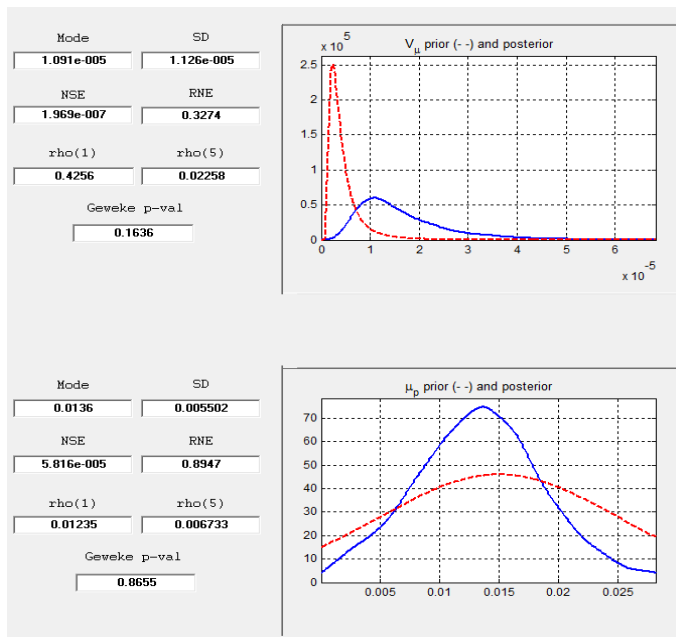 Mode SD
1.091e-005 1.126e-005
NSE RNE
1.969e-007 0.3274
rho(1) rho(5)
0.4256 0.02258
Geweke p-val
0.1636
x 10^5
V_μ prior (- -) and posterior
2.5
2
1.5
1
0.5
0
0 1 2 3 4 5 6
x 10^-5
Mode SD
0.0136 0.005502
NSE RNE
5.816e-005 0.8947
rho(1) rho(5)
0.01235 0.006733
Geweke p-val
0.8655
μ_p prior (- -) and posterior
70
60
50
40
30
20
10
0
0.005 0.01 0.015 0.02 0.025